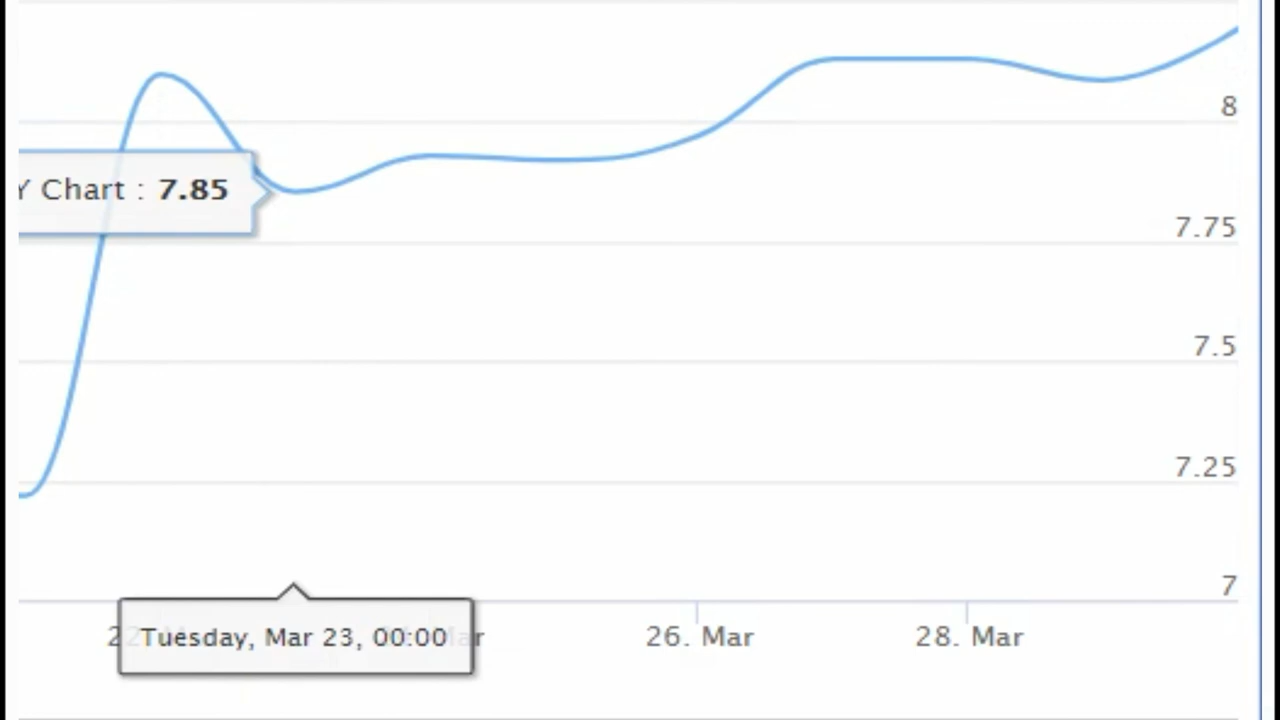 8
Y Chart : 7.85
7.75
7.5
7.25
7
Tuesday, Mar 23, 00:00
26. Mar
28. Mar